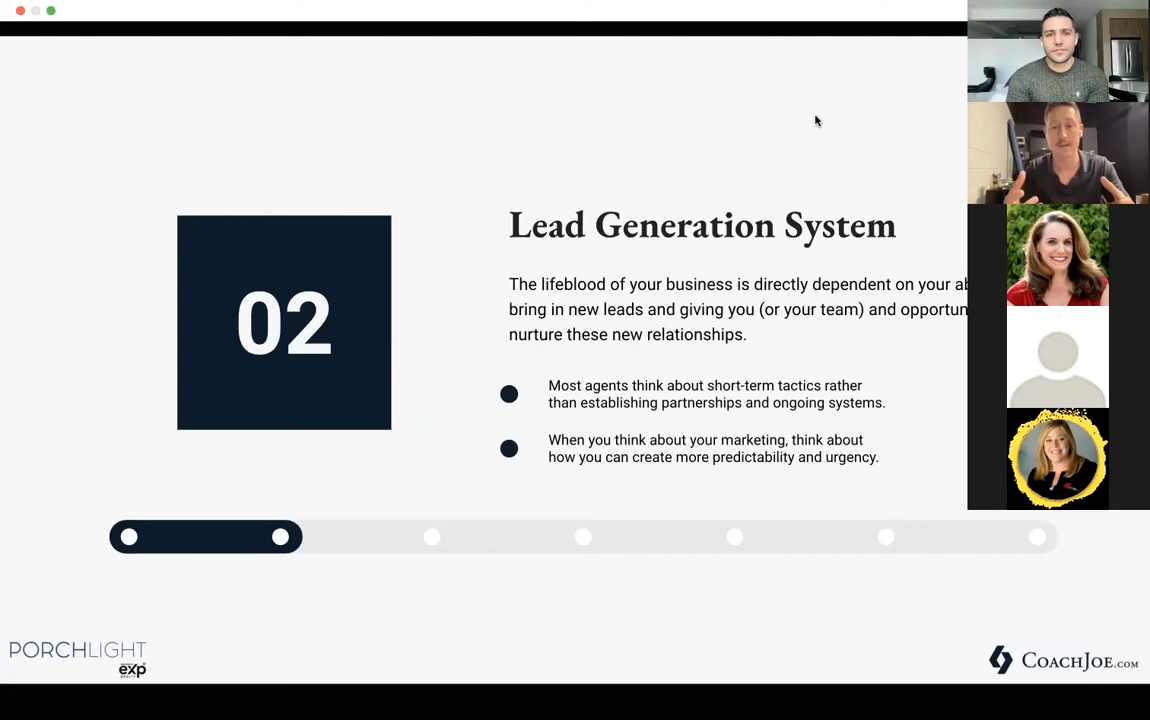 02
Lead Generation System
The lifeblood of your business is directly dependent on your
bring in new leads and giving you (or your team) and
nurture these new relationships.
Most agents think about short-term tactics rather
than establishing partnerships and ongoing systems.
When you think about your marketing, think about
how you can create more predictability and urgency.
PORCHLIGHT
exp
REALTY
COACHJOE.COM